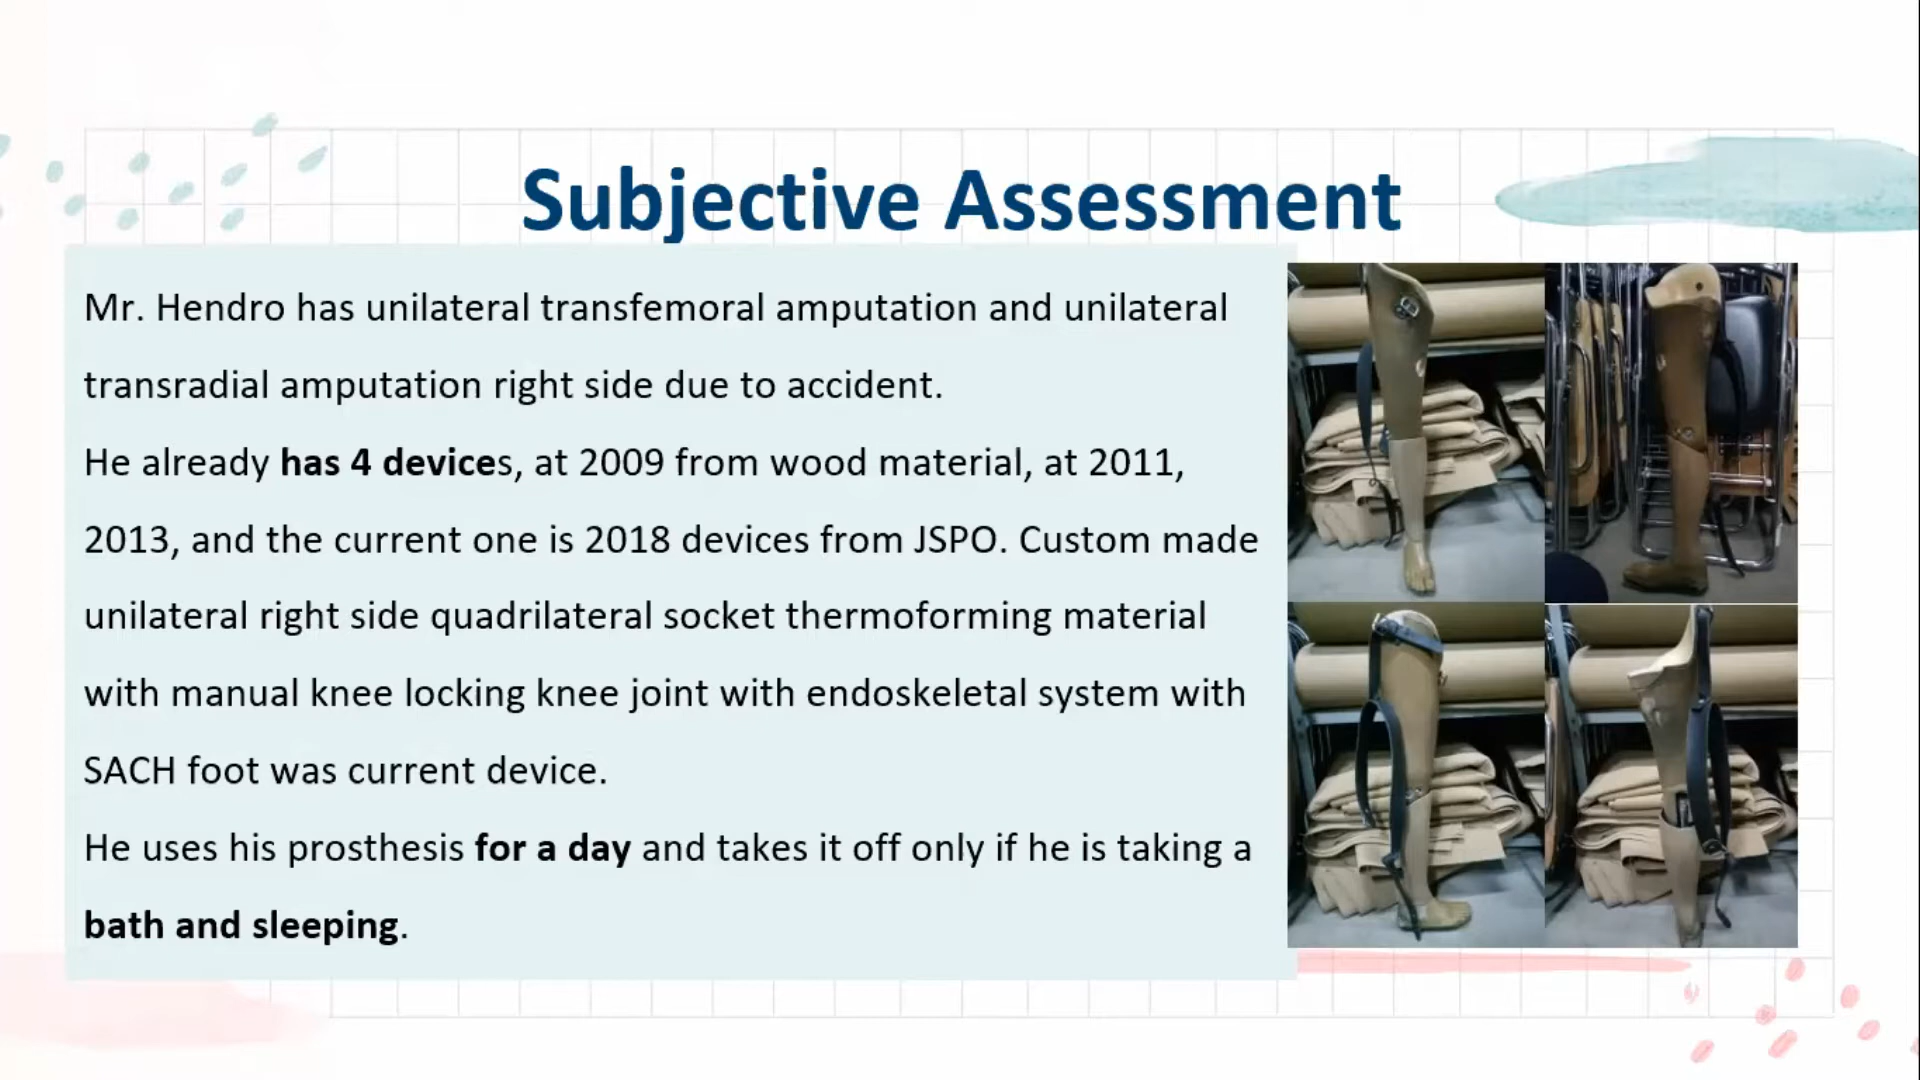 Subjective Assessment
Mr. Hendro has unilateral transfemoral amputation and unilateral
transradial amputation right side due to accident.
He already has 4 devices, at 2009 from wood material, at 2011,
2013, and the current one is 2018 devices from JSPO. Custom made
unilateral right side quadrilateral socket thermoforming material
with manual knee locking knee joint with endoskeletal system with
SACH foot was current device.
He uses his prosthesis for a day and takes it off only if he is taking a
bath and sleeping.